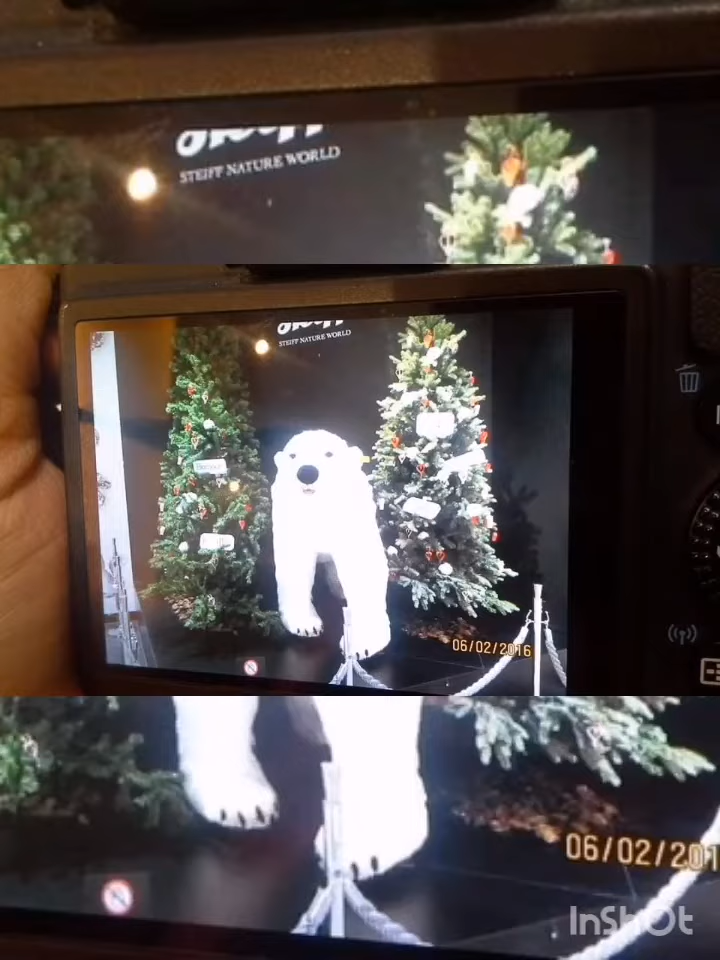 STEIFF NATURE WORLD
STEIFF NATURE WORLD
06/02/2016
06/02/201
InShOt